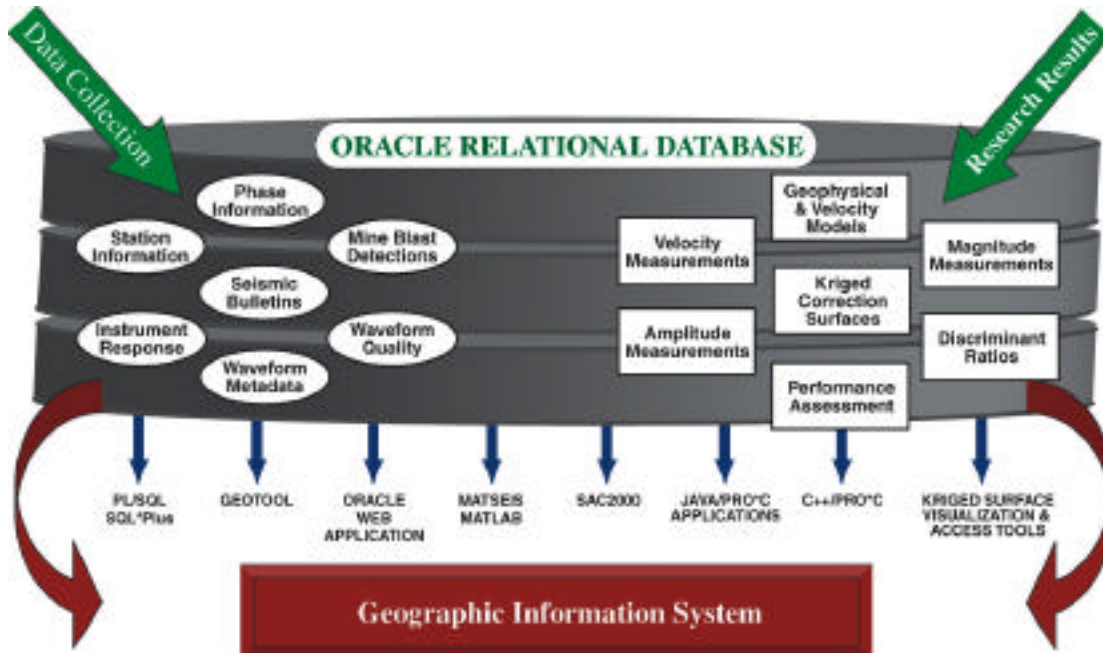 Data Collection
Research Results
ORACLE RELATIONAL DATABASE
Phase
Information
Station
Information
Mine Blast
Detections
Seismic
Bulletins
Instrument
Response
Waveform
Quality
Waveform
Metadata
Geophysical
& Velocity
Models
Velocity
Measurements
Magnitude
Measurements
Kriged
Correction
Surfaces
Amplitude
Measurements
Discriminant
Ratios
Performance
Assessment
PL/SQL
SQL*Plus
GEOTOOL
ORACLE
WEB
APPLICATION
MATSEIS
MATLAB
SAC2000
JAVA/PRO*C
APPLICATIONS
C++/PRO*C
KRIGED SURFACE
VISUALIZATION &
ACCESS TOOLS
Geographic Information System